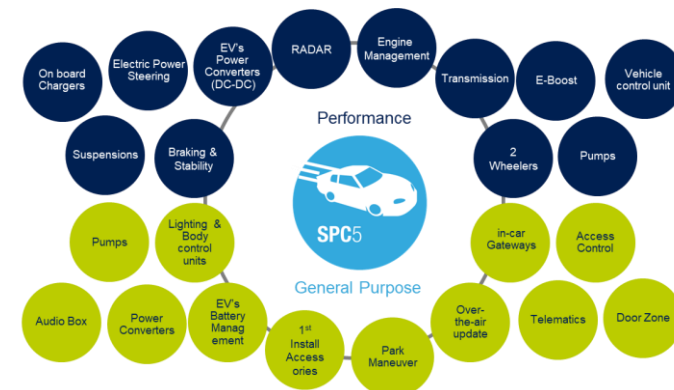 On board
Chargers
Electric Power
Steering
EV's
Power
Converters
(DC-DC)
RADAR
Engine
Management
Transmission
E-Boost
Vehicle
control unit
Suspensions
Braking &
Stability
Performance
2
Wheelers
Pumps
SPC5
Pumps
Lighting &
Body
control
units
in-car
Gateways
Access
Control
General Purpose
Audio Box
Power
Converters
EV's
Battery
Manag
ement
1st
Install
Access
ories
Park
Maneuver
Over-
the-air
update
Telematics
Door Zone